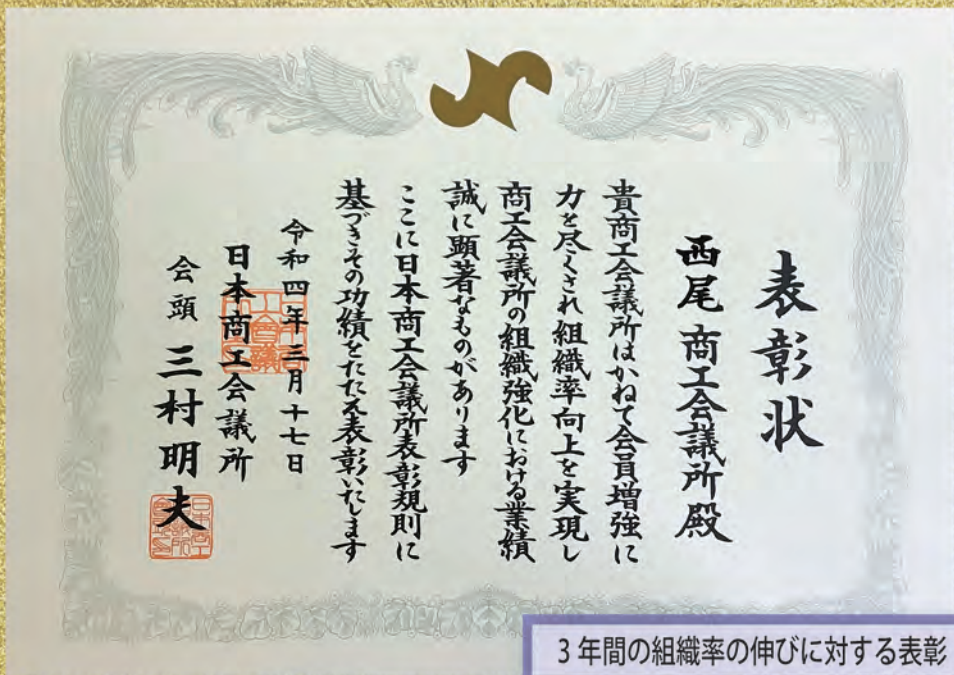 表彰状
西尾商工会議所殿
貴商工会議所はかねて会員増強に
力を尽くされ組織率向上を実現し
商工会議所の組織強化における業績
誠に顕著なものがあります
ここに日本商工会議所表彰規則に
基づきその功績をたたえ表彰いたします
令和四年三月十七日
日本商工会議所
会頭 三村明夫
3年間の組織率の伸びに対する表彰